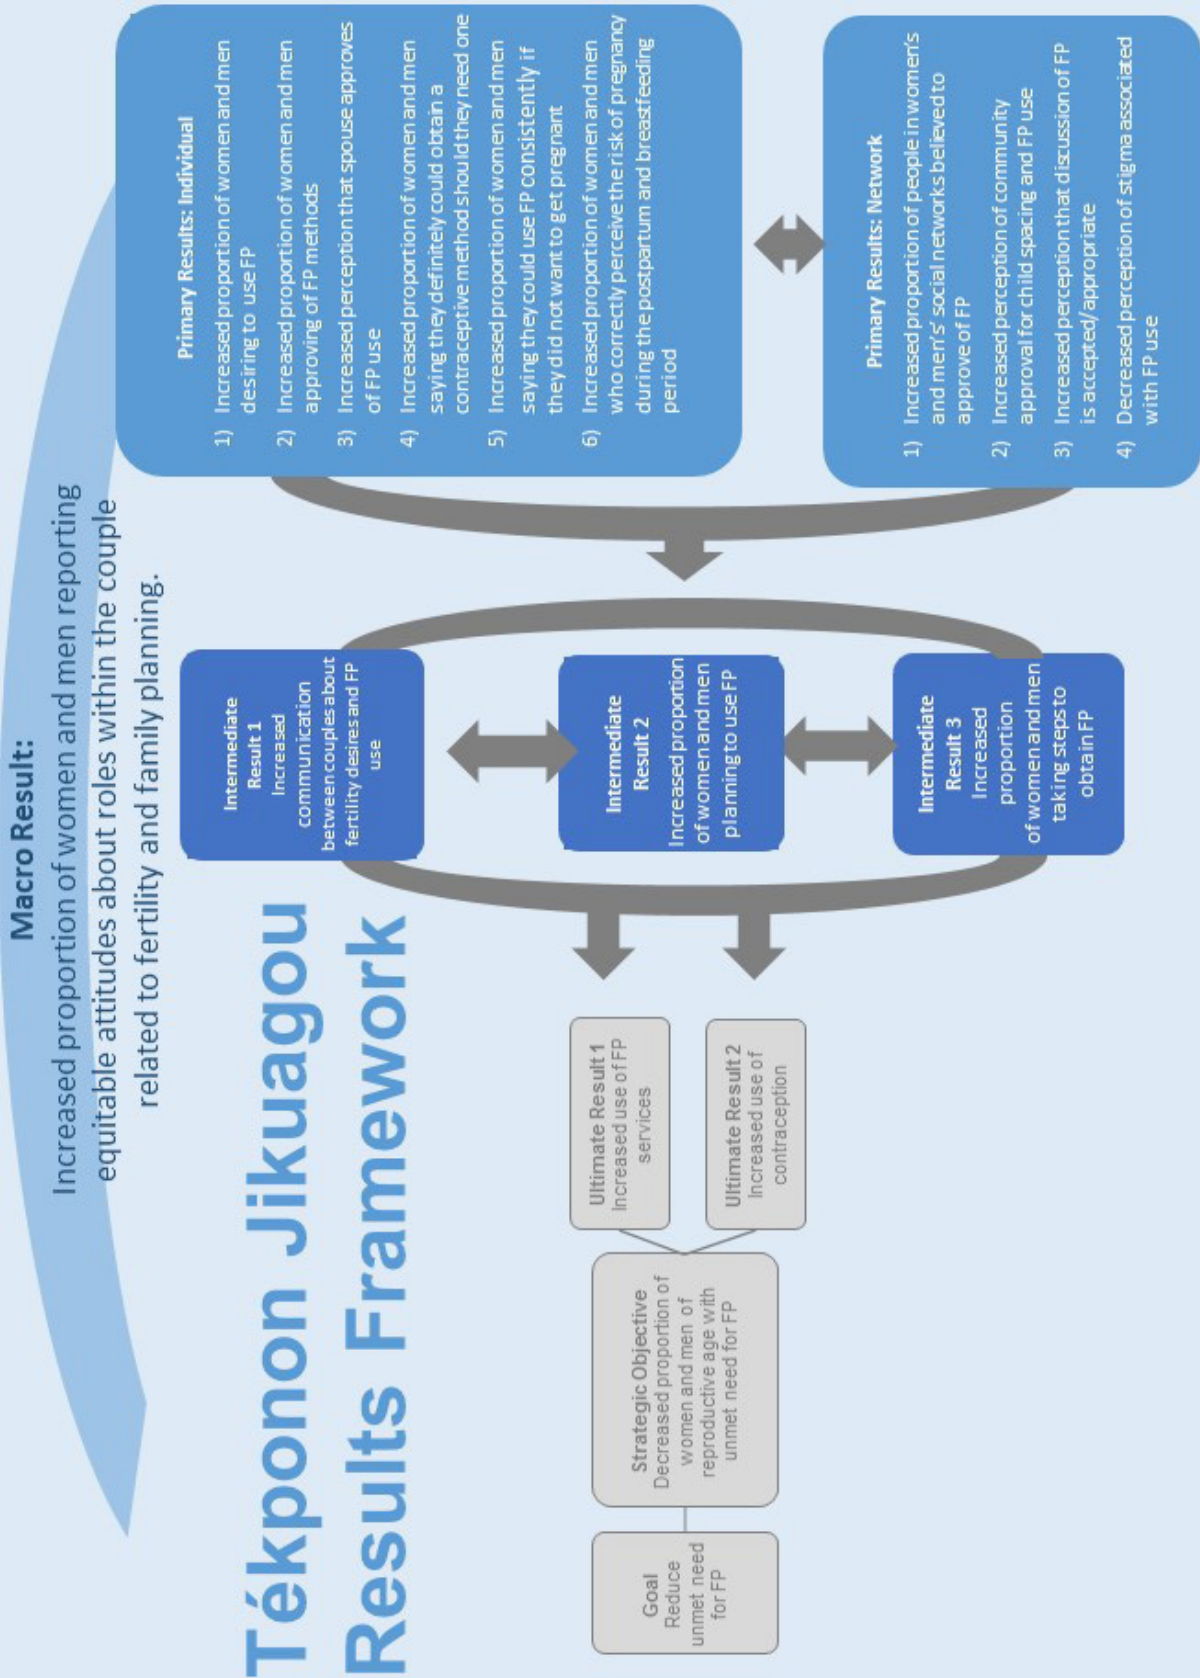 Macro Result:
Increased proportion of women and men reporting
equitable attitudes about roles within the couple
related to fertility and family planning.
Tékponon Jikuagou
Results Framework
Goal
Reduce
unmet need
for FP
Strategic Objective
Decreased proportion of
women and men of
reproductive age with
unmet need for FP
Ultimate Result 1
Increased use of FP
services
Ultimate Result 2
Increased use of
contraception
Intermediate
Result 1
Increased
communication
between couples about
fertility desires and FP
use
Intermediate
Result 2
Increased proportion
of women and men
planning to use FP
Intermediate
Result 3
Increased
proportion
of women and men
taking steps to
obtain FP
Primary Results: Individual
1) Increased proportion of women and men
desiring to use FP
2) Increased proportion of women and men
approving of FP methods
3) Increased perception that spouse approves
of FP use
4) Increased proportion of women and men
saying they definitely could obtain a
contraceptive method should they need one
5) Increased proportion of women and men
saying they could use FP consistently if
they did not want to get pregnant
6) Increased proportion of women and men
who correctly perceive the risk of pregnancy
during the postpartum and breastfeeding
period
Primary Results: Network
1) Increased proportion of people in women's
and men's' social networks believed to
approve of FP
2) Increased perception of community
approval for child spacing and FP use
3) Increased perception that discussion of FP
is accepted/appropriate
4) Decreased perception of stigma associated
with FP use